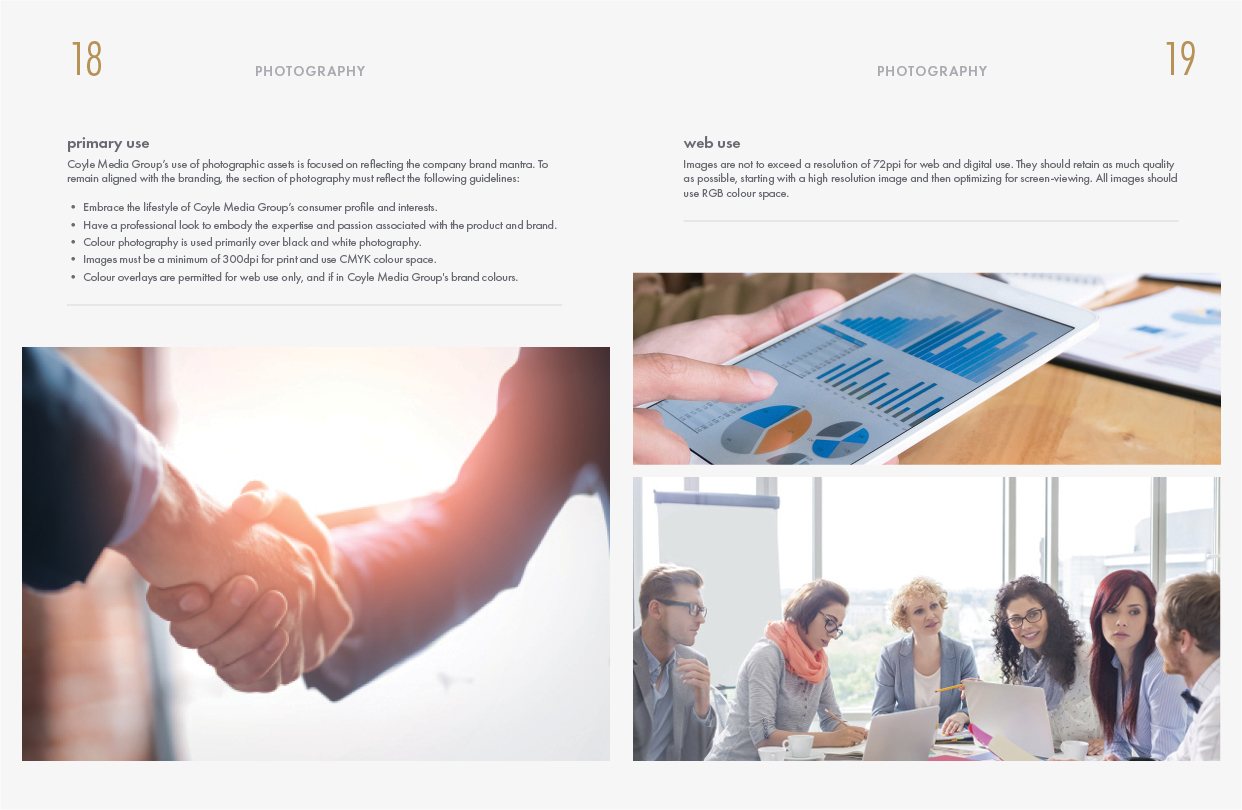 18
PHOTOGRAPHY
primary use
Coyle Media Group’s use of photographic assets is focused on reflecting the company brand mantra. To
remain aligned with the branding, the section of photography must reflect the following guidelines:
• Embrace the lifestyle of Coyle Media Group’s consumer profile and interests.
• Have a professional look to embody the expertise and passion associated with the product and brand.
• Colour photography is used primarily over black and white photography.
• Images must be a minimum of 300dpi for print and use CMYK colour space.
• Colour overlays are permitted for web use only, and if in Coyle Media Group's brand colours.
PHOTOGRAPHY
19
web use
Images are not to exceed a resolution of 72ppi for web and digital use. They should retain as much quality
as possible, starting with a high resolution image and then optimizing for screen-viewing. All images should
use RGB colour space.